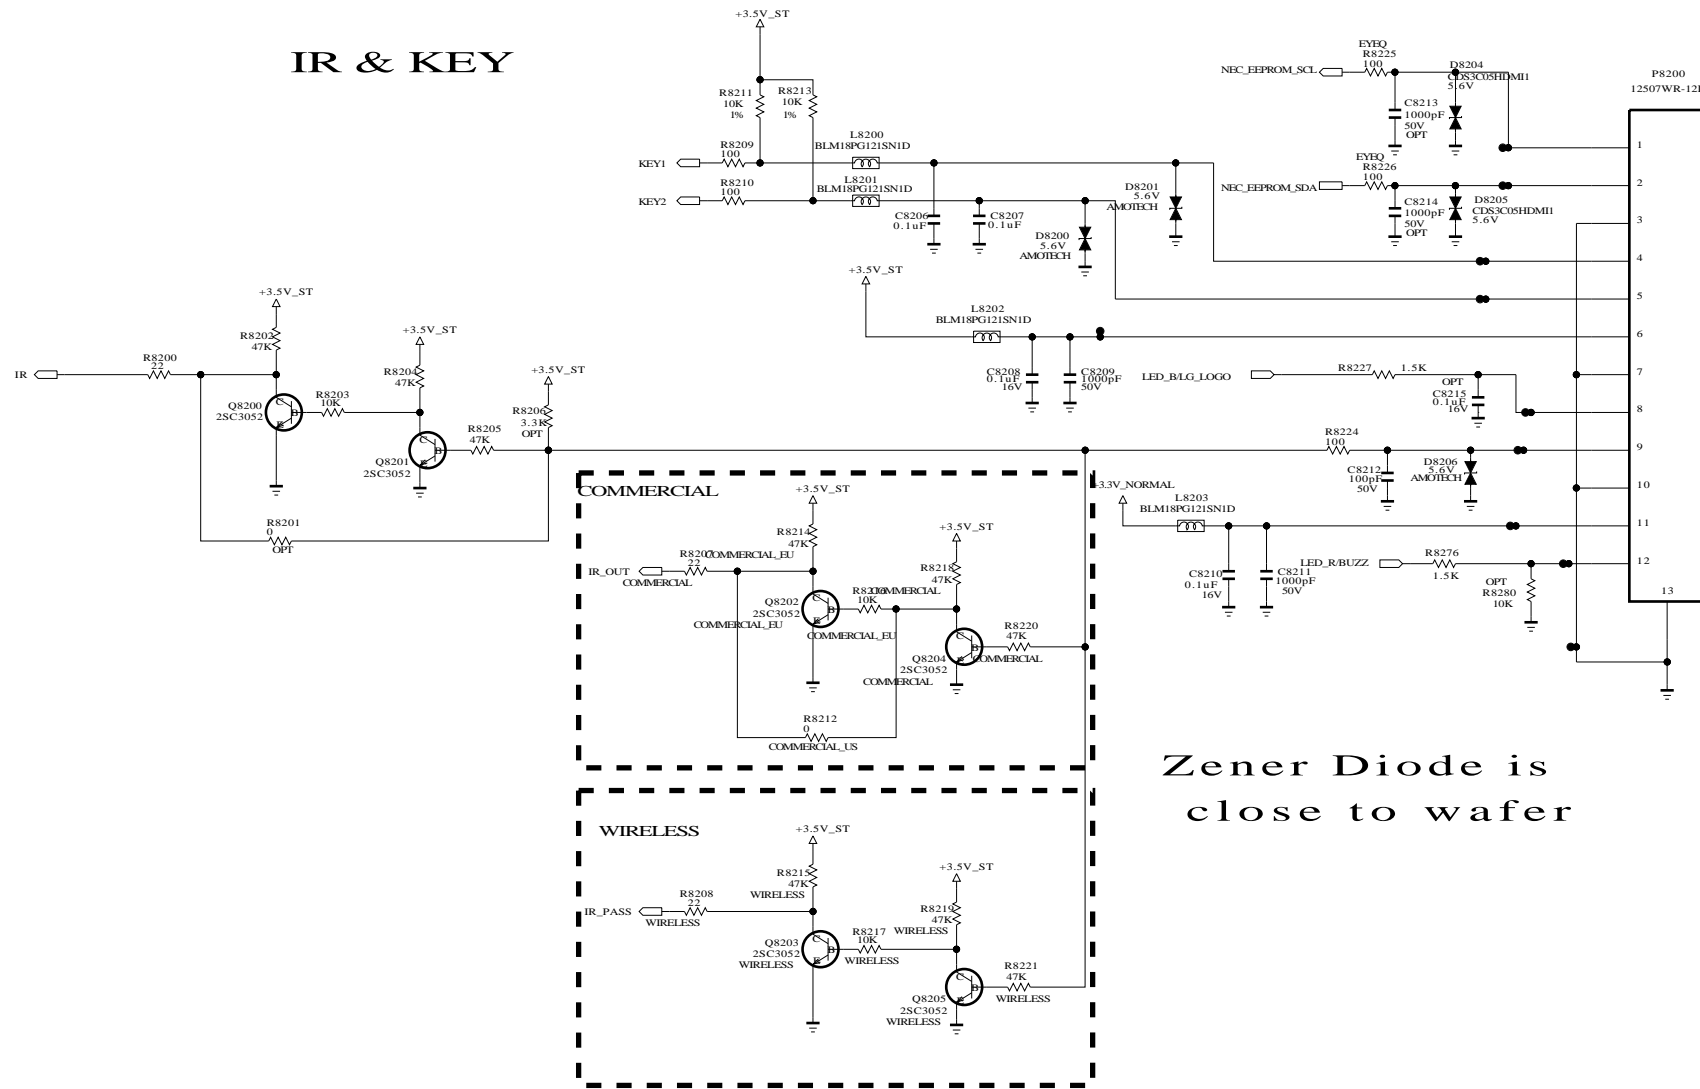 IR & KEY
+3.5V_ST
R8211
10K
1%
R8213
10K
1%
KEY1
R8209
100
L8200
BLM18PG121SN1D
KEY2
R8210
100
L8201
BLM18PG121SN1D
C8206
0.1uF
C8207
0.1uF
D8200
5.6V
AMOTECH
D8201
5.6V
AMOTECH
NEC_EEPROM_SCL
EYEQ
R8225
100
D8204
CDS3C05HDMI1
5.6V
C8213
1000pF
50V
OPT
NEC_EEPROM_SDA
EYEQ
R8226
100
C8214
1000pF
50V
OPT
D8205
CDS3C05HDMI1
5.6V
P8200
1
2
3
4
5
6
7
8
9
10
11
12
13
+3.5V_ST
L8202
BLM18PG121SN1D
C8208
0.1uF
16V
C8209
1000pF
50V
LED_B/LG_LOGO
R8227
1.5K
OPT
C8215
0.1uF
16V
IR
R8200
22
+3.5V_ST
R8202
47K
+3.5V_ST
R8204
47K
Q8200
2SC3052
C
B
E
R8203
10K
Q8201
2SC3052
C
B
E
R8205
47K
+3.5V_ST
R8206
3.3K
OPT
R8201
0
OPT
R8224
100
C8212
100pF
50V
D8206
5.6V
AMOTECH
+3.3V_NORMAL
L8203
BLM18PG121SN1D
C8210
0.1uF
16V
C8211
1000pF
50V
LED_R/BUZZ
R8276
1.5K
OPT
R8280
10K
COMMERCIAL
+3.5V_ST
R8214
47K
COMMERCIAL_EU
IR_OUT
R8207
22
COMMERCIAL
+3.5V_ST
R8218
47K
COMMERCIAL
Q8202
2SC3052
COMMERCIAL_EU
C
B
E
10K
COMMERCIAL_EU
Q8204
2SC3052
COMMERCIAL
C
B
E
R8220
47K
COMMERCIAL
R8212
0
COMMERCIAL_US
WIRELESS
+3.5V_ST
R8215
47K
WIRELESS
IR_PASS
R8208
22
WIRELESS
+3.5V_ST
R8219
47K
WIRELESS
Q8203
2SC3052
WIRELESS
C
B
E
R8217
10K
WIRELESS
Q8205
2SC3052
WIRELESS
C
B
E
R8221
47K
WIRELESS
Zener Diode is
close to wafer